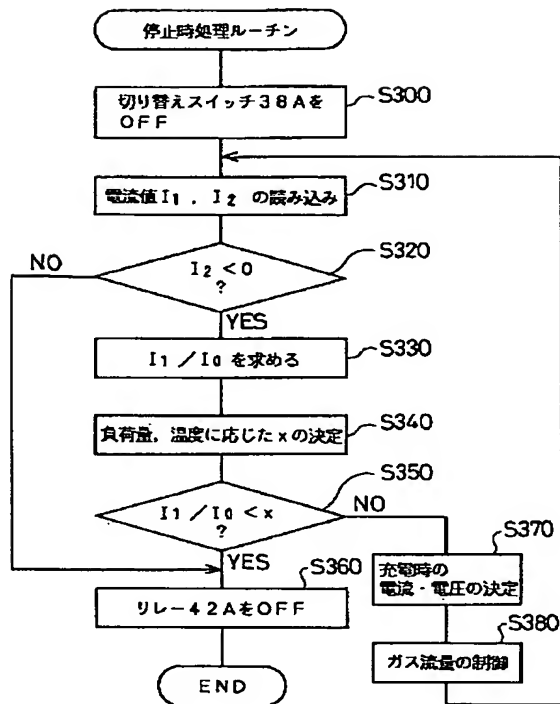 停止時処理ルーチン
切り替えスイッチ38Aを
OFF
S300
電流値I1，I2 の読み込み
S310
I2<0
?
S320
NO
YES
I1／I0 を求める
S330
負荷量，温度に応じたxの決定
S340
I1／I0<x
?
S350
NO
YES
リレー42AをOFF
S360
充電時の
電流・電圧の決定
S370
ガス流量の制御
S380
END